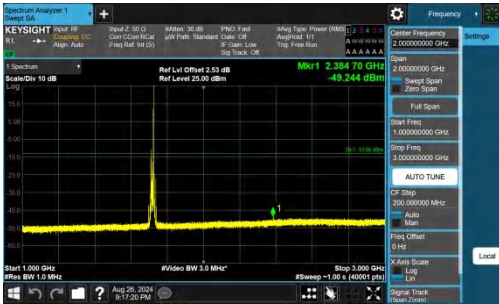 Spectrum Analyzer 1
Swept SA
+
Frequency
KEYSIGHT
Input: RF
Coupling: DC
Align: Auto
Input Z: 50 Ω
Corr CCorr RCal
Freq Ref: Int (S)
#Atten: 36 dB
µW Path: Standard
PNO: Fast
Gate: Off
IF Gain: Low
Sig Track: Off
#Avg Type: Power (RMS)
Avg|Hold: 1/1
Trig: Free Run
1 2 3 4 5 6
A W W W W W
A A A A A A
1 Spectrum
Scale/Div 10 dB
Log
Ref Lvl Offset 2.53 dB
Ref Level 25.00 dBm
Mkr1 2.384 70 GHz
-49.244 dBm
15.0
5.00
-5.00
-15.0
-25.0
-35.0
-45.0
-55.0
-65.0
1
Start 1.000 GHz
#Res BW 1.0 MHz
#Video BW 3.0 MHz*
Stop 3.000 GHz
#Sweep ~1.00 s (40001 pts)
Aug 26, 2024
9:17:20 PM
Center Frequency
2.000000000 GHz
Settings
Span
2.00000000 GHz
Swept Span
Zero Span
Full Span
Start Freq
1.000000000 GHz
Stop Freq
3.000000000 GHz
AUTO TUNE
CF Step
200.000000 MHz
Auto
Man
Freq Offset
0 Hz
X Axis Scale
Log
Lin
Local
Signal Track
(Span Zoom)